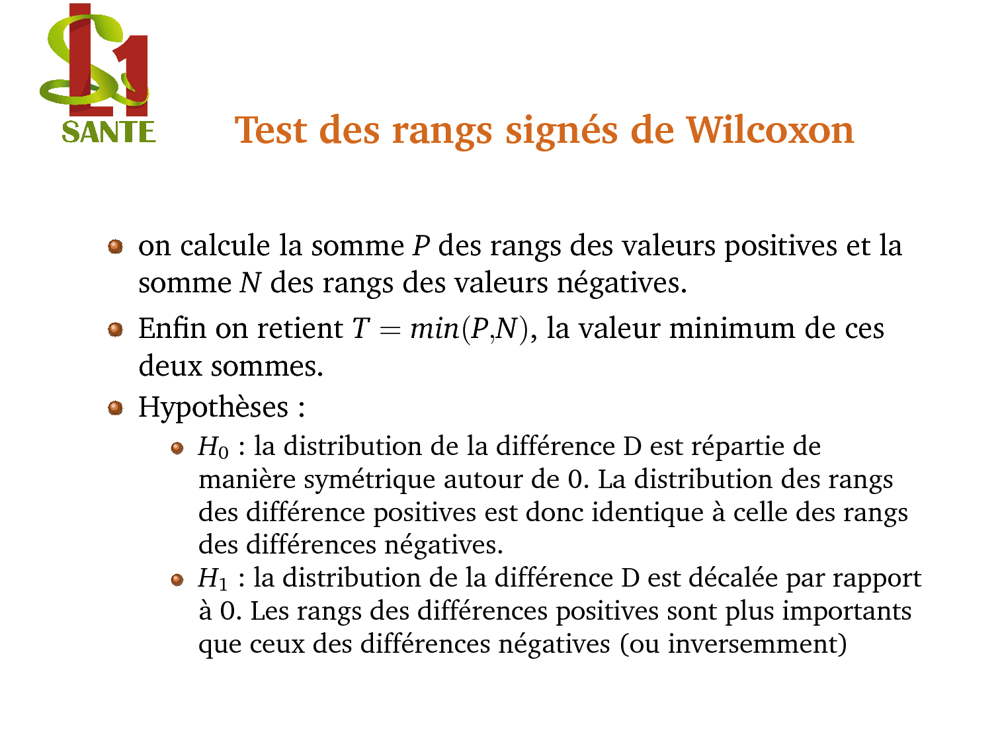 L1
SANTE
Test des rangs signés de Wilcoxon
on calcule la somme P des rangs des valeurs positives et la
somme N des rangs des valeurs négatives.
Enfin on retient T = min(P,N), la valeur minimum de ces
deux sommes.
Hypothèses :
H₀ : la distribution de la différence D est répartie de
manière symétrique autour de 0. La distribution des rangs
des différence positives est donc identique à celle des rangs
des différences négatives.
H₁ : la distribution de la différence D est décalée par rapport
à 0. Les rangs des différences positives sont plus importants
que ceux des différences négatives (ou inversemment)